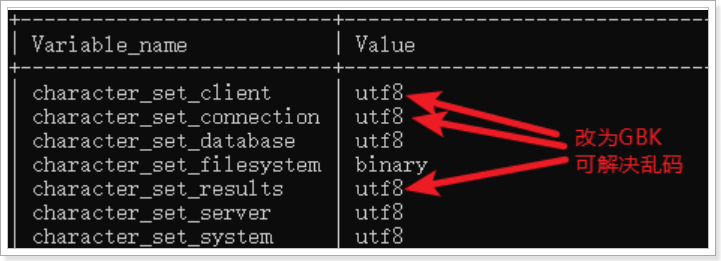 Variable_name Value
character_set_client utf8
character_set_connection utf8
character_set_database utf8
character_set_filesystem binary
character_set_results utf8
character_set_server utf8
character_set_system utf8
改为GBK
可解决乱码